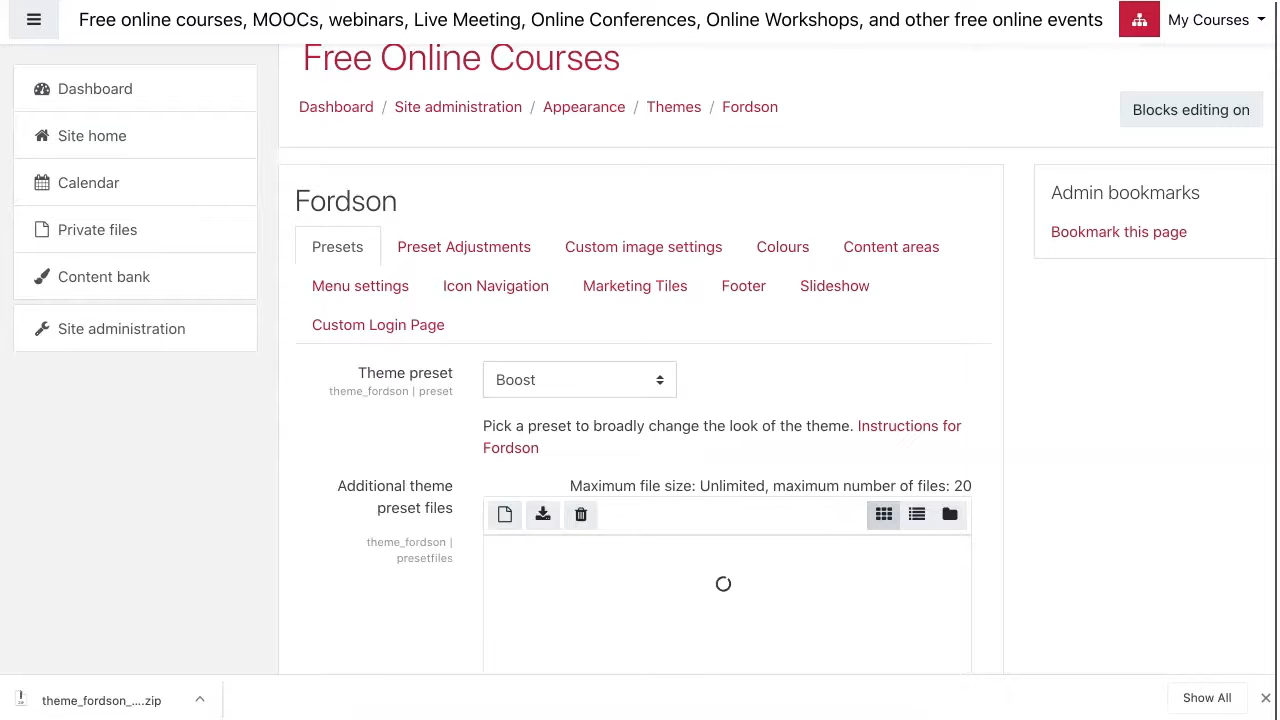 Free online courses, MOOCs, webinars, Live Meeting, Online Conferences, Online Workshops, and other free online events
My Courses
Free Online Courses
Dashboard / Site administration / Appearance / Themes / Fordson
Blocks editing on
Dashboard
Site home
Calendar
Private files
Content bank
Site administration
Fordson
Presets
Preset Adjustments
Custom image settings
Colours
Content areas
Menu settings
Icon Navigation
Marketing Tiles
Footer
Slideshow
Custom Login Page
Theme preset
theme_fordson | preset
Boost
Pick a preset to broadly change the look of the theme. Instructions for
Fordson
Additional theme
preset files
theme_fordson |
presetfiles
Maximum file size: Unlimited, maximum number of files: 20
Admin bookmarks
Bookmark this page
theme_fordson_....zip
Show All